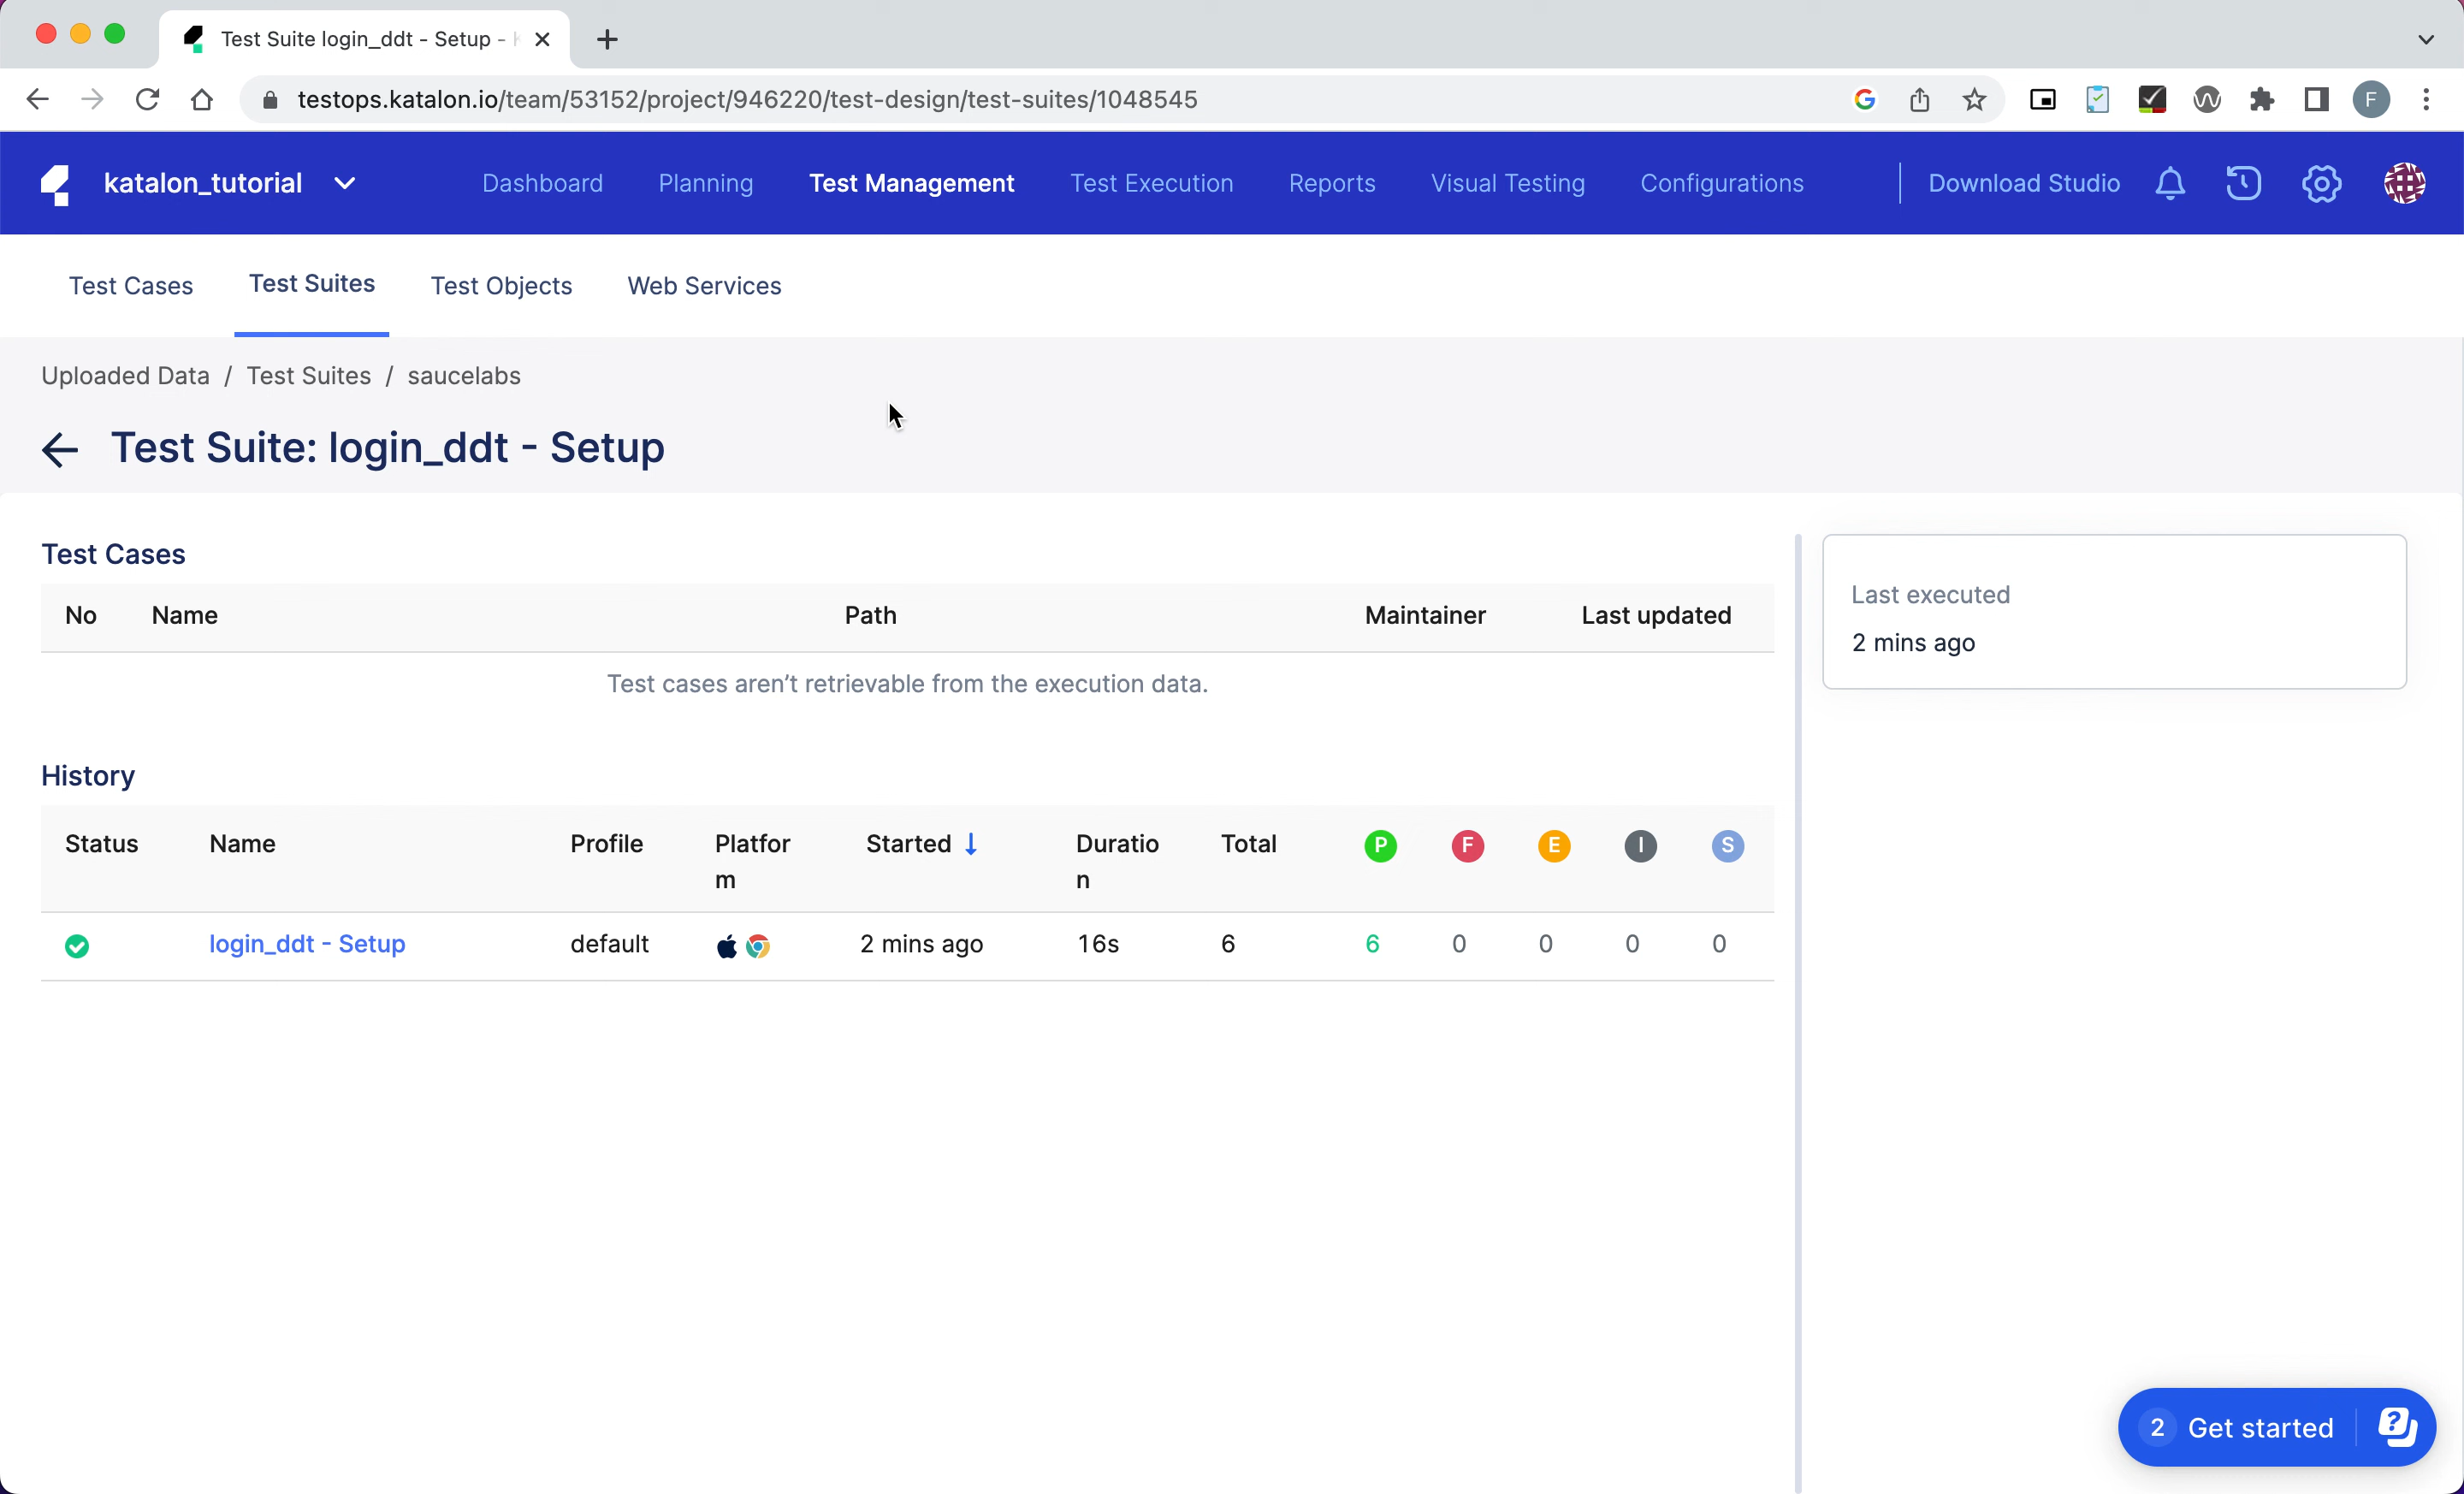 Test Suite login_ddt - Setup -
testops.katalon.io/team/53152/project/946220/test-design/test-suites/1048545
F
katalon_tutorial
Dashboard
Planning
Test Management
Test Execution
Reports
Visual Testing
Configurations
Download Studio
Test Cases
Test Suites
Test Objects
Web Services
Uploaded Data / Test Suites / saucelabs
Test Suite: login_ddt - Setup
Test Cases
No Name Path Maintainer Last updated
Test cases aren't retrievable from the execution data.
Last executed
2 mins ago
History
Status Name Profile Platfor Started Duratio Total P F E I S
m n
login_ddt - Setup default 2 mins ago 16s 6 6 0 0 0 0
2 Get started ?